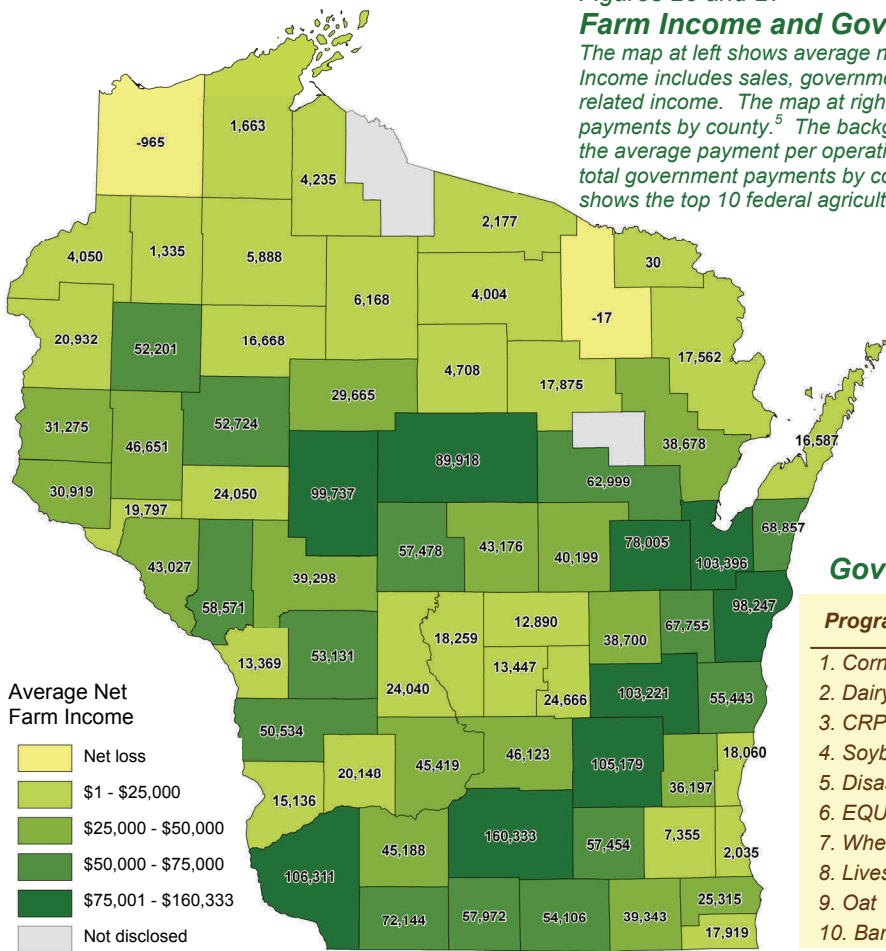 Figures 26 and 27
Farm Income and Gov
The map at left shows average n
Income includes sales, governme
related income. The map at righ
payments by county.5 The backg
the average payment per operati
total government payments by co
shows the top 10 federal agricult
-965
1,663
4,235
2,177
4,050
1,335
5,888
30
6,168
4,004
-17
20,932
52,201
16,668
17,562
4,708
17,875
29,665
31,275
46,651
52,724
38,678
16,587
89,918
30,919
24,050
99,737
62,999
19,797
68,857
57,478
43,176
40,199
78,005
103,396
43,027
39,298
58,571
98,247
12,890
67,755
18,259
38,700
13,369
53,131
13,447
24,040
24,666
103,221
55,443
50,534
46,123
18,060
45,419
105,179
20,148
36,197
15,136
160,333
57,454
7,355
2,035
45,188
106,311
25,315
72,144
57,972
54,106
39,343
17,919
Gov
Progra
1. Corn
2. Dairy
3. CRP
4. Soyb
5. Disas
6. EQU
7. Whe
8. Lives
9. Oat
10. Bar
Average Net
Farm Income
Net loss
$1 - $25,000
$25,000 - $50,000
$50,000 - $75,000
$75,001 - $160,333
Not disclosed